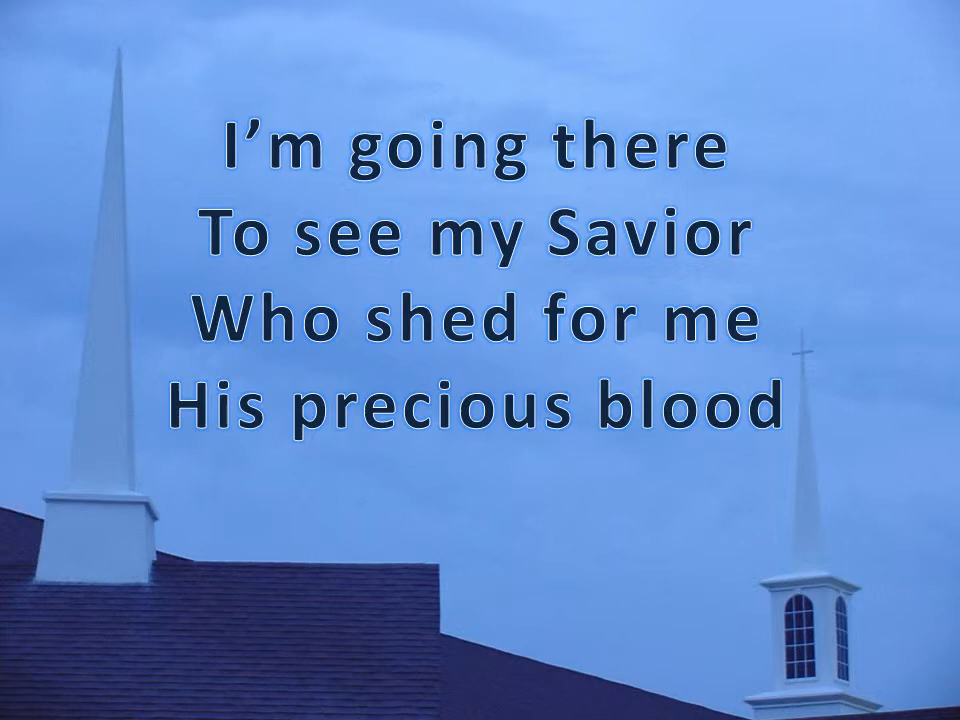 I’m going there
To see my Savior
Who shed for me
His precious blood